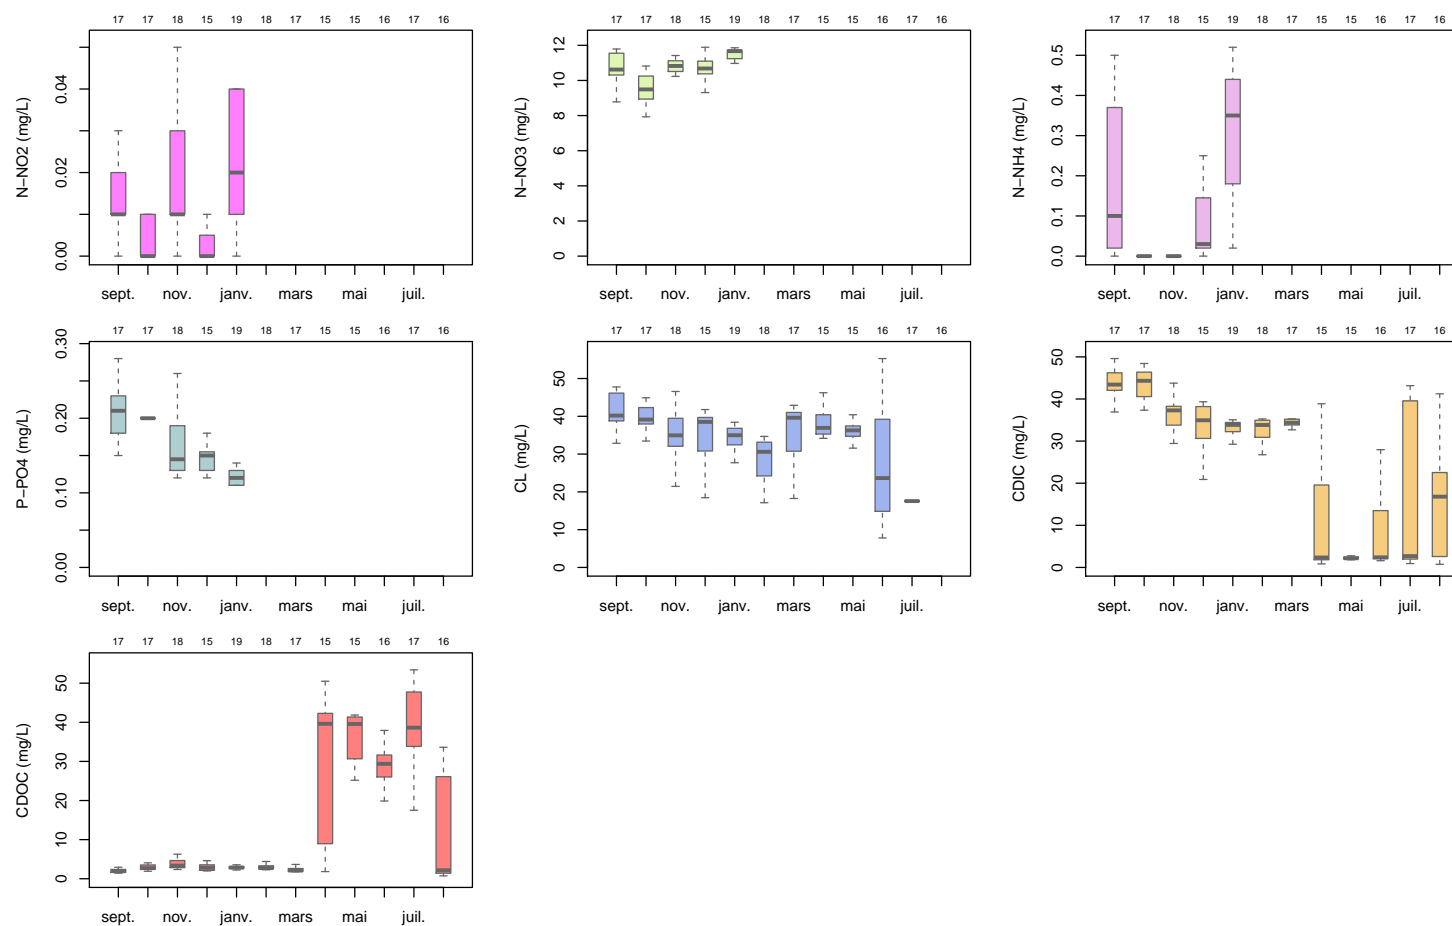 17 17 18 15 19 18 17 15 15 16 17 16
N−NO2 (mg/L)
0.00 0.02 0.04
sept. nov. janv. mars mai juil.
17 17 18 15 19 18 17 15 15 16 17 16
N−NO3 (mg/L)
0 2 4 6 8 10 12
sept. nov. janv. mars mai juil.
17 17 18 15 19 18 17 15 15 16 17 16
N−NH4 (mg/L)
0.0 0.1 0.2 0.3 0.4 0.5
sept. nov. janv. mars mai juil.
17 17 18 15 19 18 17 15 15 16 17 16
P−PO4 (mg/L)
0.00 0.10 0.20 0.30
sept. nov. janv. mars mai juil.
17 17 18 15 19 18 17 15 15 16 17 16
CL (mg/L)
0 10 20 30 40 50
sept. nov. janv. mars mai juil.
17 17 18 15 19 18 17 15 15 16 17 16
CDIC (mg/L)
0 10 20 30 40 50
sept. nov. janv. mars mai juil.
17 17 18 15 19 18 17 15 15 16 17 16
CDOC (mg/L)
0 10 20 30 40 50
sept. nov. janv. mars mai juil.